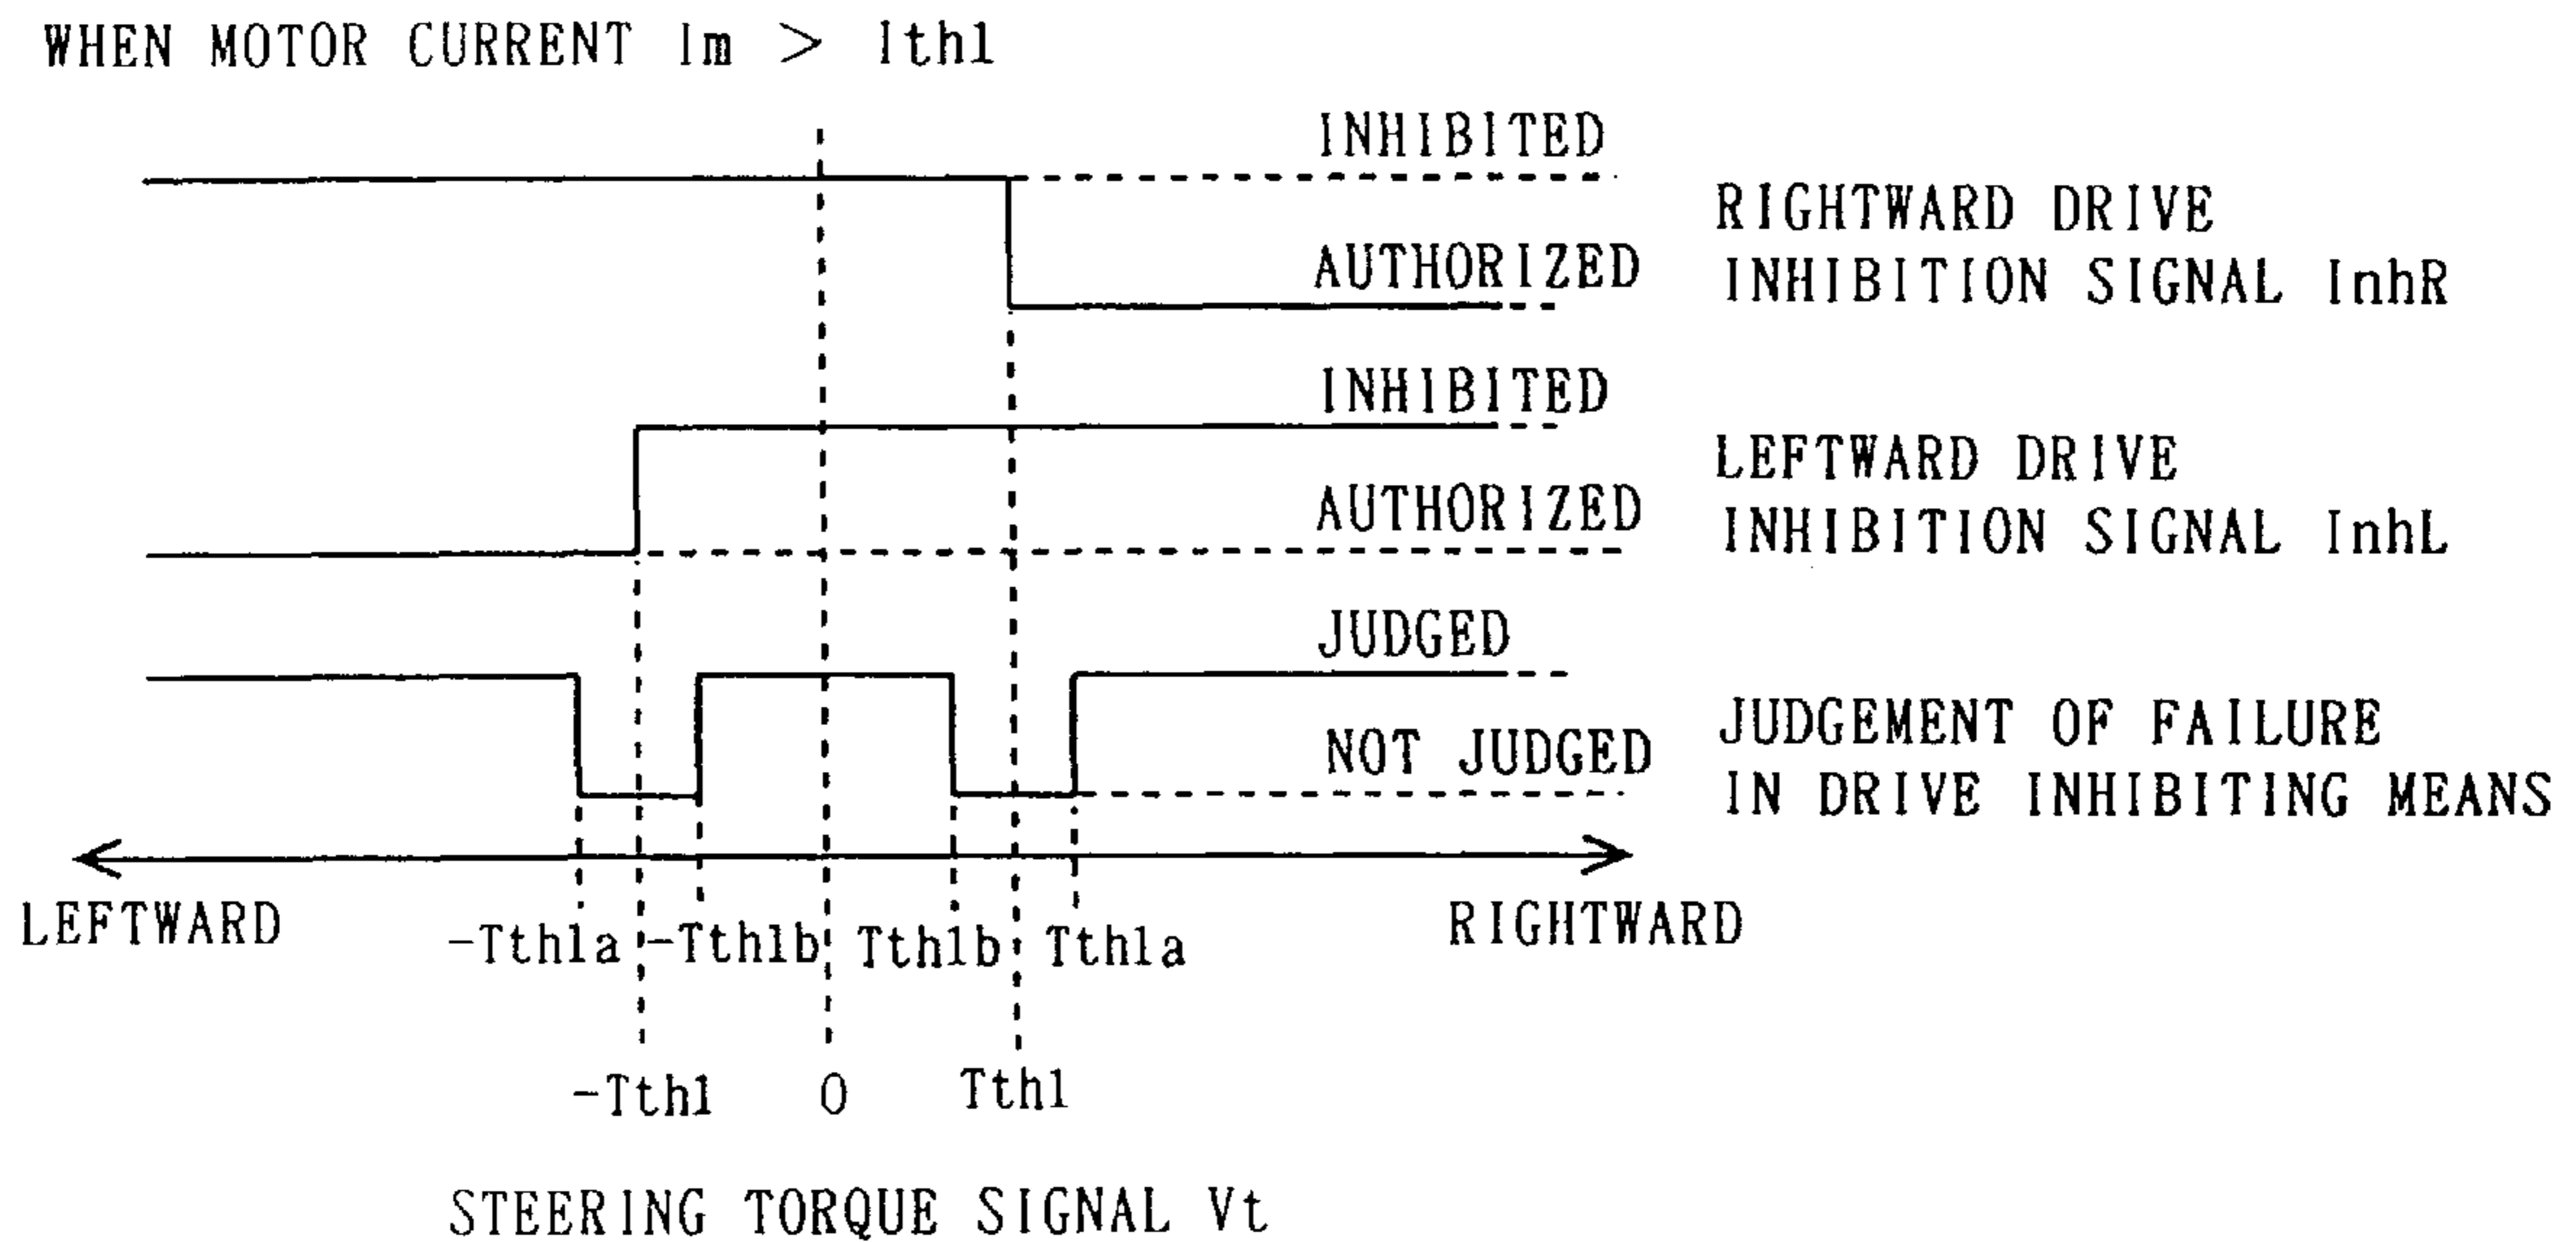 WHEN MOTOR CURRENT Im > Ith1
INHIBITED
AUTHORIZED
RIGHTWARD DRIVE
INHIBITION SIGNAL InhR
INHIBITED
AUTHORIZED
LEFTWARD DRIVE
INHIBITION SIGNAL InhL
JUDGED
NOT JUDGED
JUDGEMENT OF FAILURE
IN DRIVE INHIBITING MEANS
LEFTWARD
RIGHTWARD
-Tth1a
-Tth1b
Tth1b
Tth1a
-Tth1
0
Tth1
STEERING TORQUE SIGNAL Vt